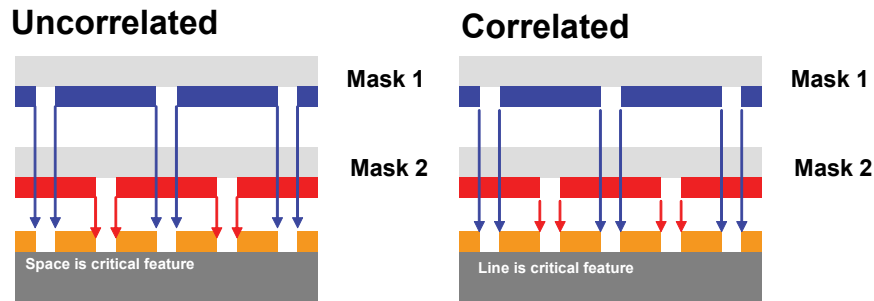 Uncorrelated
Correlated
Mask 1
Mask 1
Mask 2
Mask 2
Space is critical feature
Line is critical feature